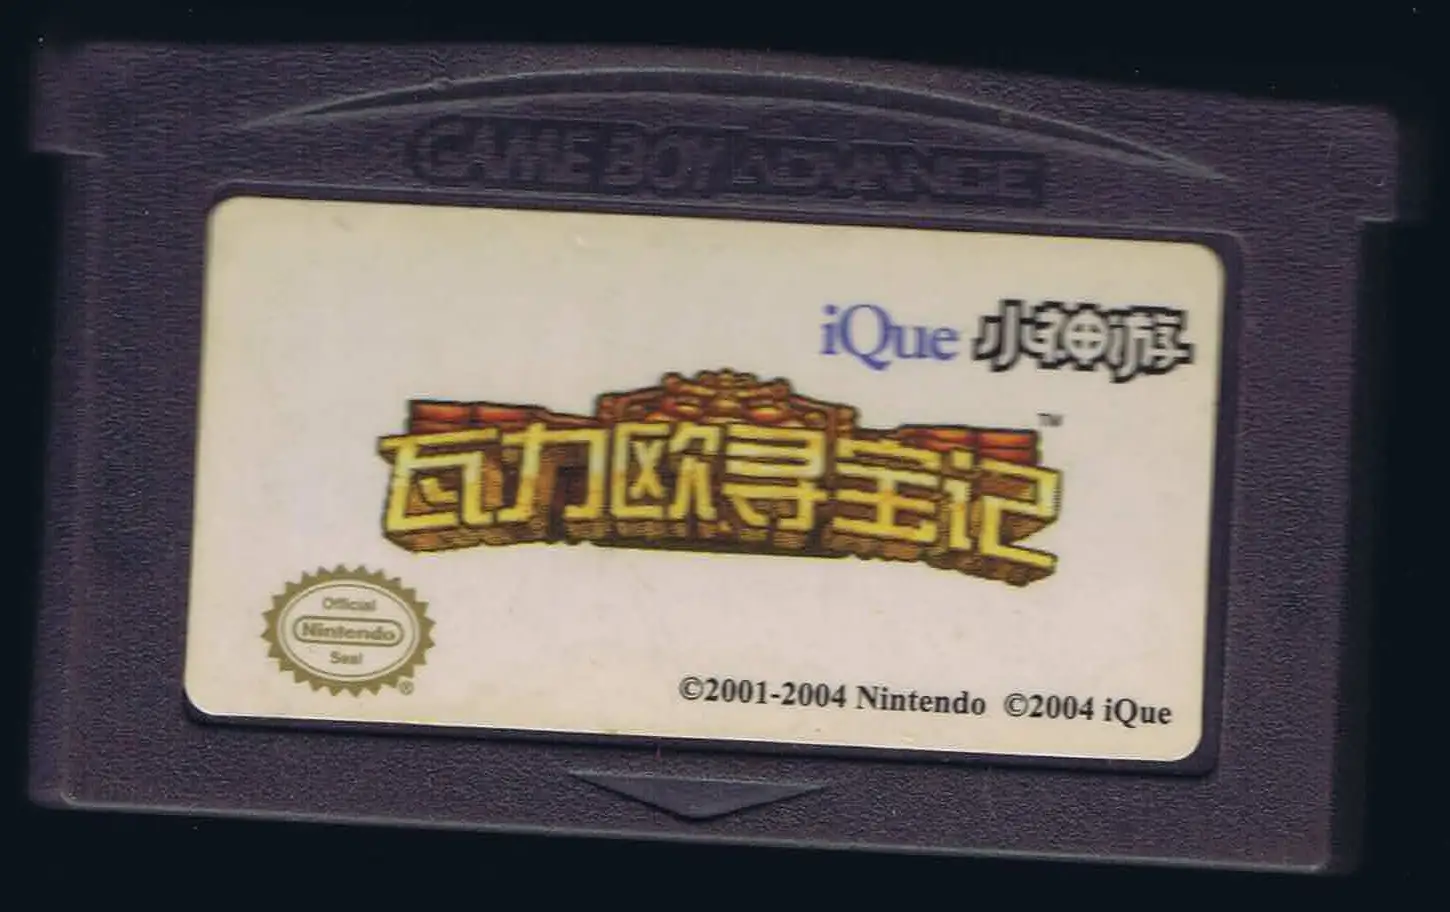 GAME BOY ADVANCE
iQue 小神游
瓦力欧寻宝记 ™
Official
Nintendo
Seal
®
©2001-2004 Nintendo ©2004 iQue